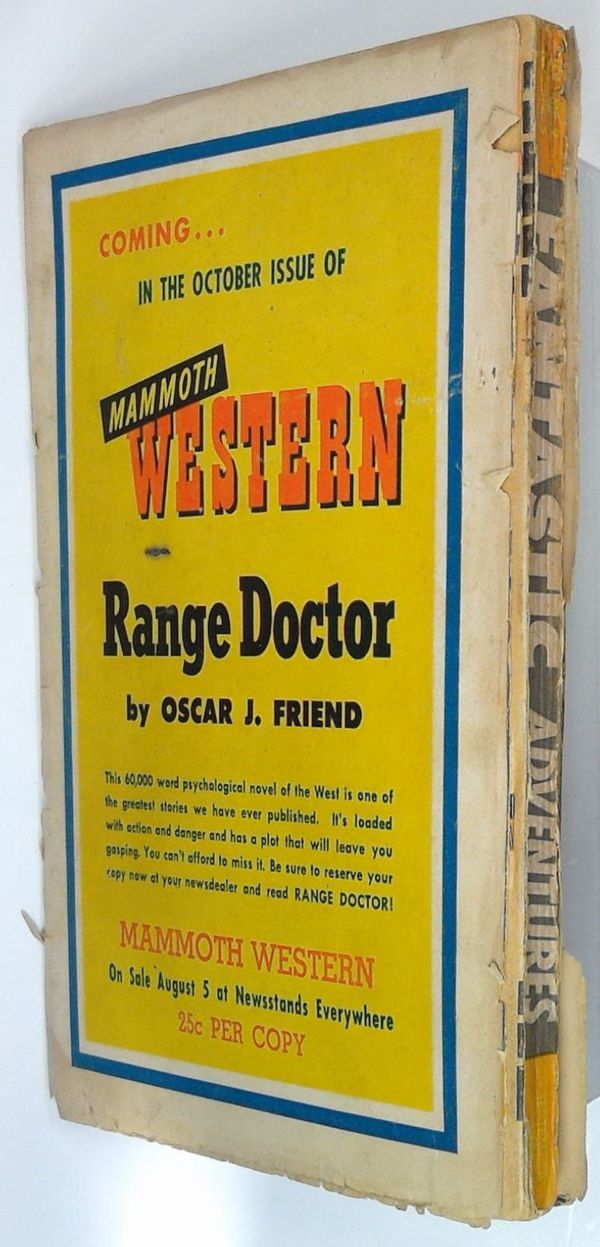 COMING...
IN THE OCTOBER ISSUE OF
MAMMOTH
WESTERN
Range Doctor
by OSCAR J. FRIEND
This 60,000 word psychological novel of the West is one of
the greatest stories we have ever published. It's loaded
with action and danger and has a plot that will leave you
gasping. You can't afford to miss it. Be sure to reserve your
copy now at your newsdealer and read RANGE DOCTOR!
MAMMOTH WESTERN
On Sale August 5 at Newsstands Everywhere
25c PER COPY
FANTASTIC ADVENTURES